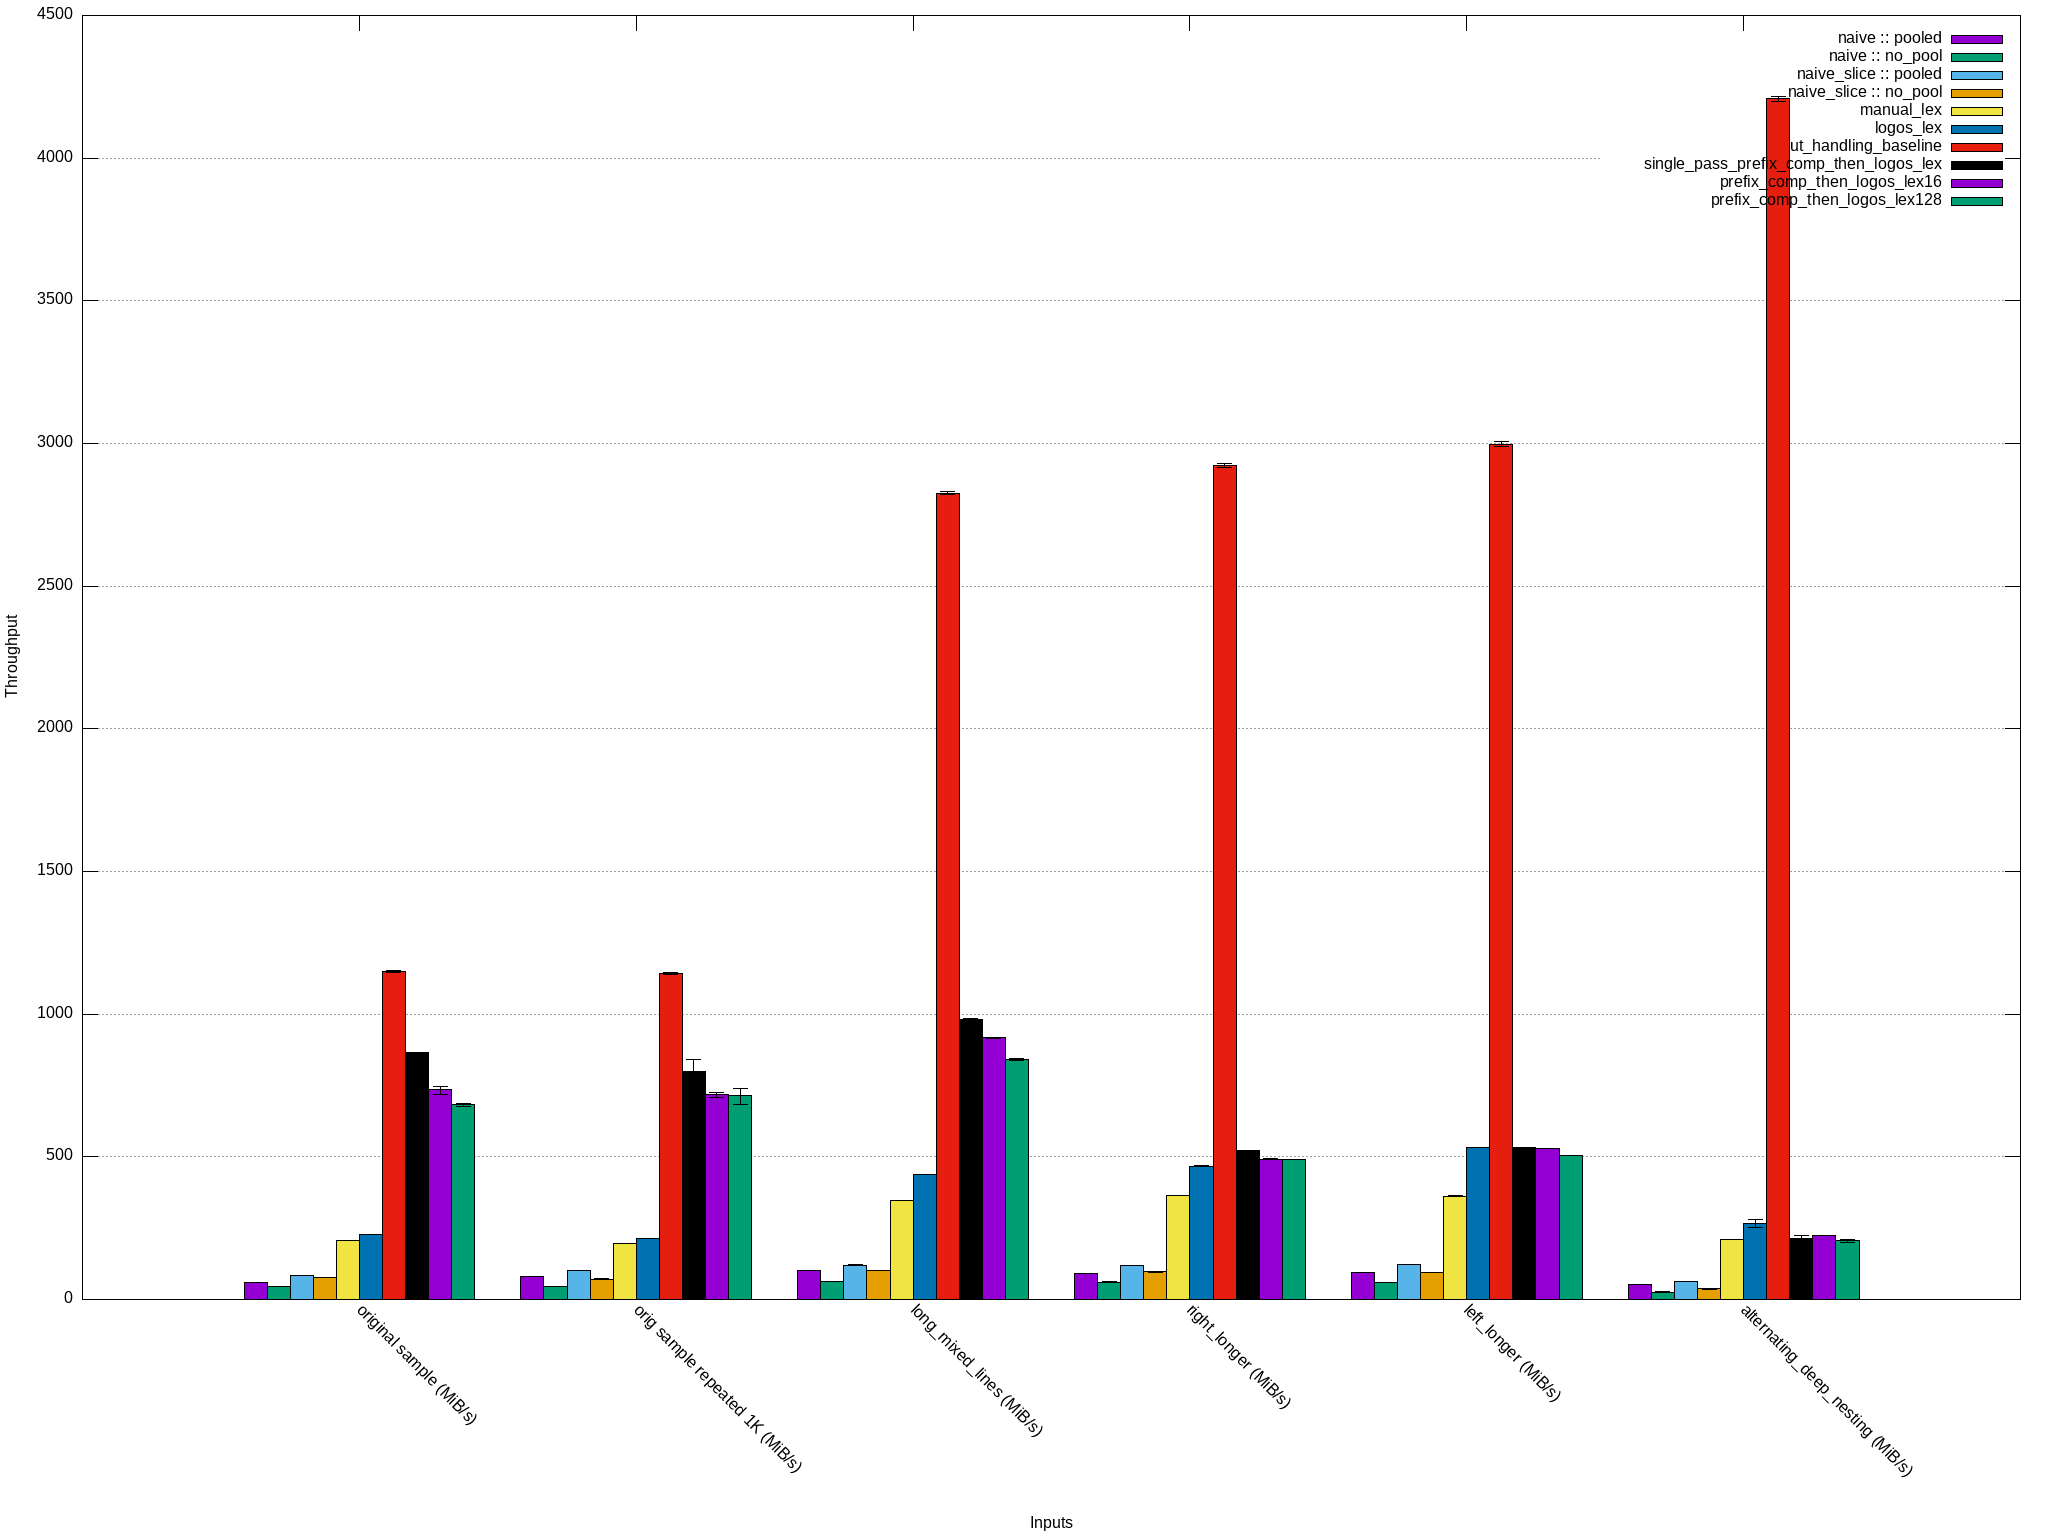 4500
4000
3500
3000
2500
2000
1500
1000
500
0
Throughput
naive :: pooled
naive :: no_pool
naive_slice :: pooled
naive_slice :: no_pool
manual_lex
logos_lex
ut_handling_baseline
single_pass_prefix_comp_then_logos_lex
prefix_comp_then_logos_lex16
prefix_comp_then_logos_lex128
original sample (MiB/s)
orig sample repeated 1K (MiB/s)
long_mixed_lines (MiB/s)
right_longer (MiB/s)
left_longer (MiB/s)
alternating_deep_nesting (MiB/s)
Inputs